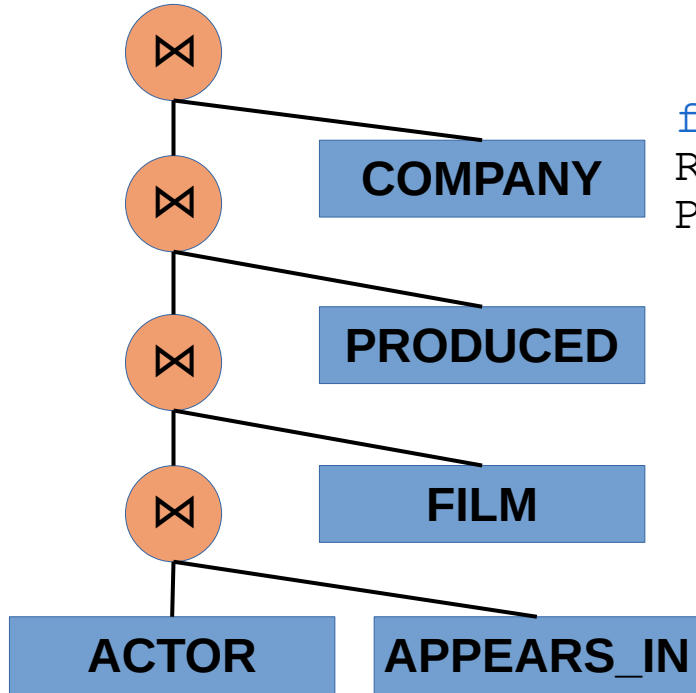 ⋈
COMPANY
⋈
PRODUCED
⋈
FILM
⋈
ACTOR
APPEARS_IN